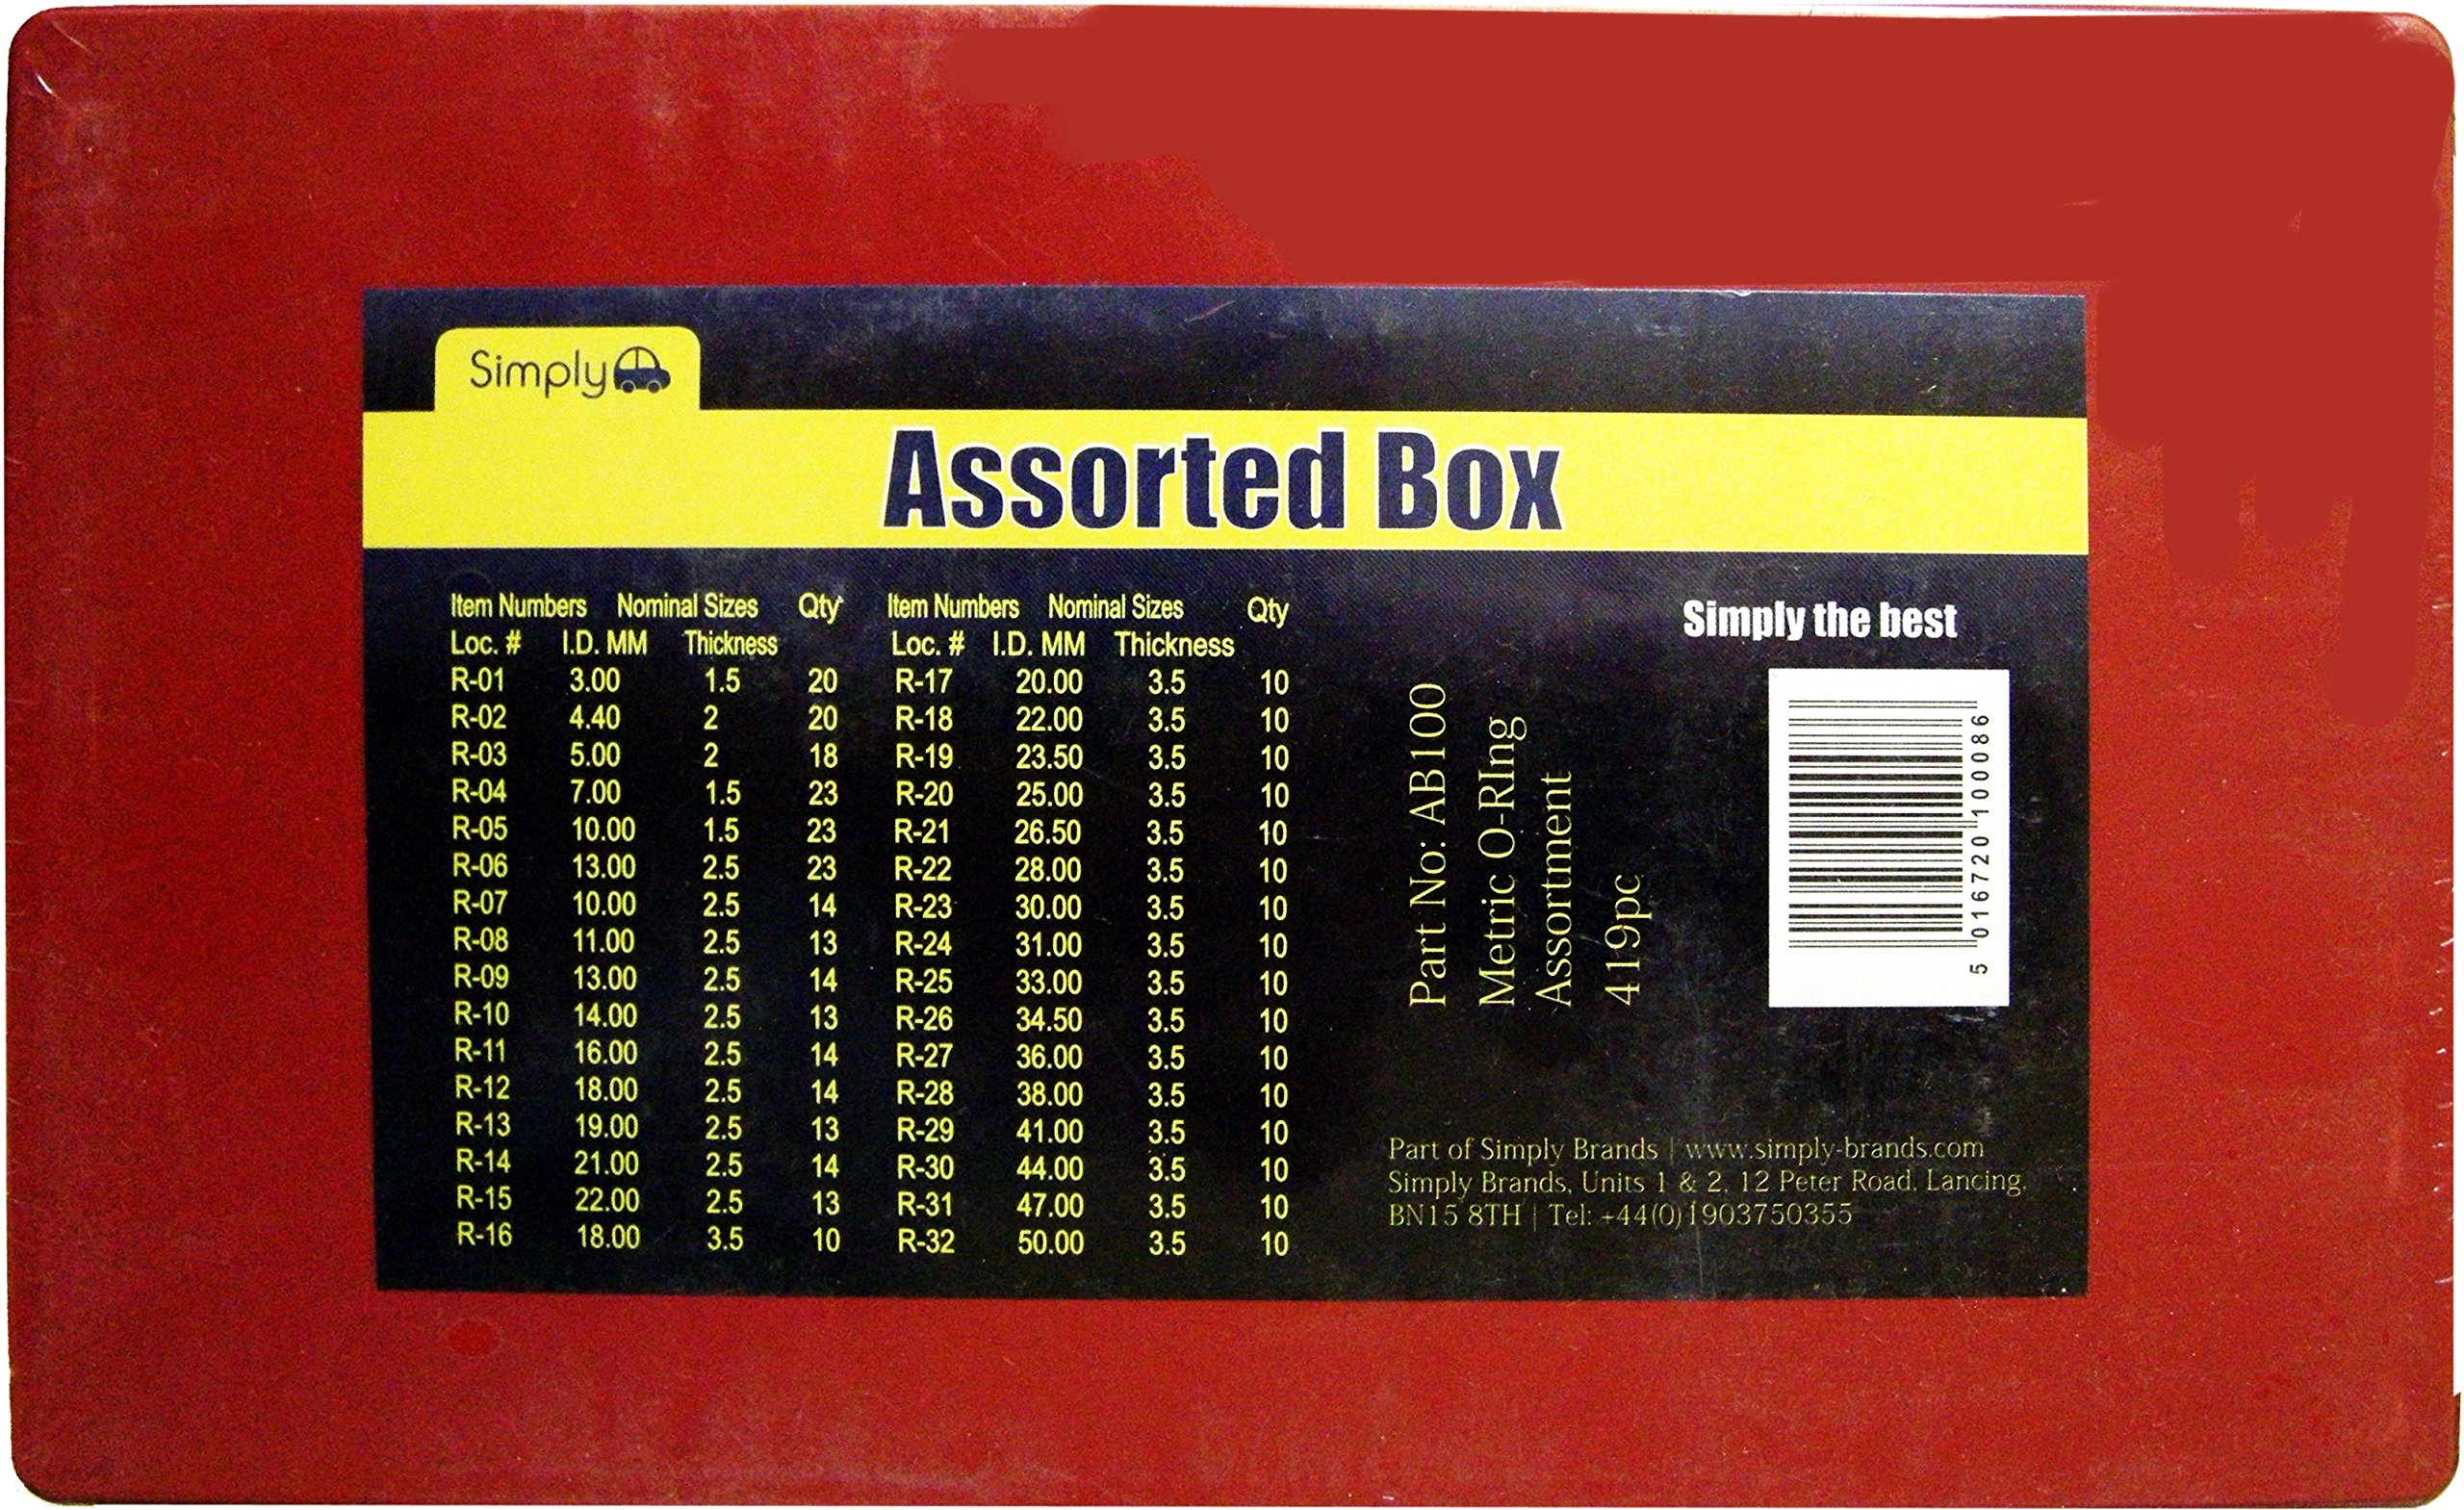 Simply
Assorted Box
Item Numbers Nominal Sizes Qty Item Numbers Nominal Sizes Qty
Loc. # I.D. MM Thickness Loc. # I.D. MM Thickness
R-01 3.00 1.5 20 R-17 20.00 3.5 10
R-02 4.40 2 20 R-18 22.00 3.5 10
R-03 5.00 2 18 R-19 23.50 3.5 10
R-04 7.00 1.5 23 R-20 25.00 3.5 10
R-05 10.00 1.5 23 R-21 26.50 3.5 10
R-06 13.00 2.5 23 R-22 28.00 3.5 10
R-07 10.00 2.5 14 R-23 30.00 3.5 10
R-08 11.00 2.5 13 R-24 31.00 3.5 10
R-09 13.00 2.5 14 R-25 33.00 3.5 10
R-10 14.00 2.5 13 R-26 34.50 3.5 10
R-11 16.00 2.5 14 R-27 36.00 3.5 10
R-12 18.00 2.5 14 R-28 38.00 3.5 10
R-13 19.00 2.5 13 R-29 41.00 3.5 10
R-14 21.00 2.5 14 R-30 44.00 3.5 10
R-15 22.00 2.5 13 R-31 47.00 3.5 10
R-16 18.00 3.5 10 R-32 50.00 3.5 10
Part No: AB100
Metric O-RIng
Assortment
419pc
Simply the best
5 016720 100086
Part of Simply Brands | www.simply-brands.com
Simply Brands, Units 1 & 2, 12 Peter Road. Lancing,
BN15 8TH | Tel: +44(0)1903750355